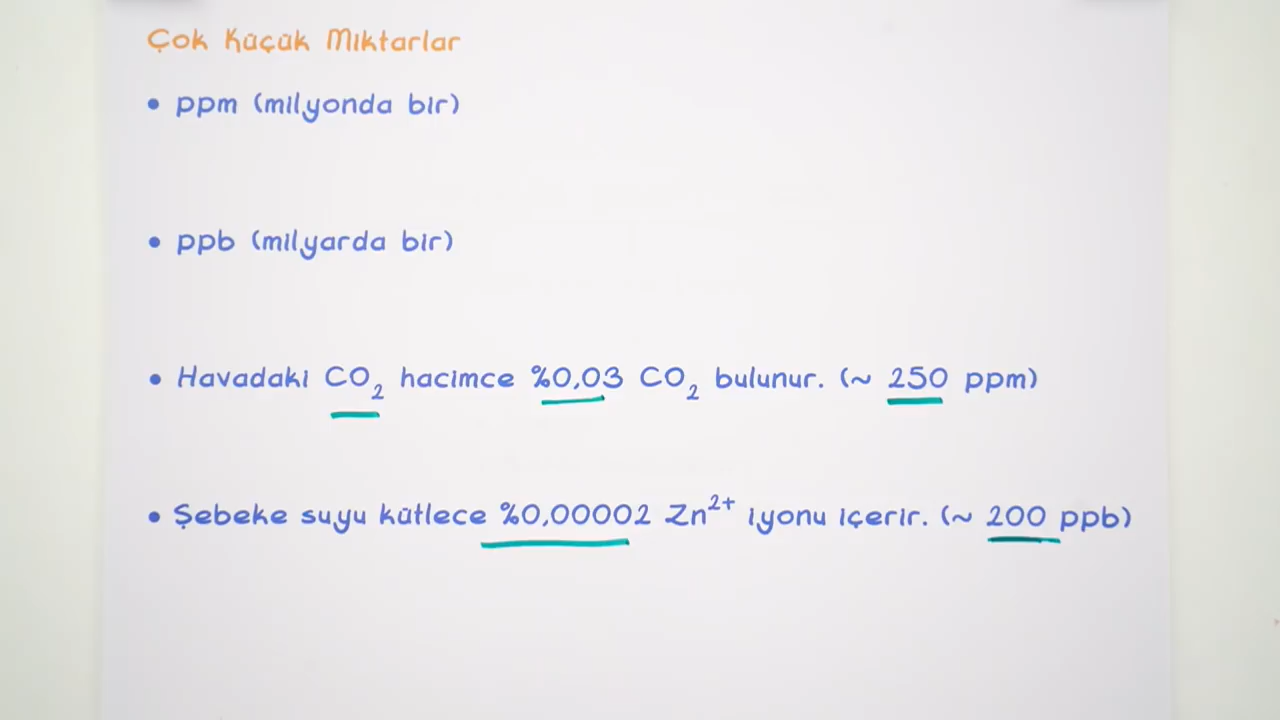 Çok Küçük Miktarlar
• ppm (milyonda bir)
• ppb (milyarda bir)
• Havadaki CO₂ hacimce %0,03 CO₂ bulunur. (~ 250 ppm)
• Şebeke suyu kütlece %0,00002 Zn²⁺ iyonu içerir. (~ 200 ppb)